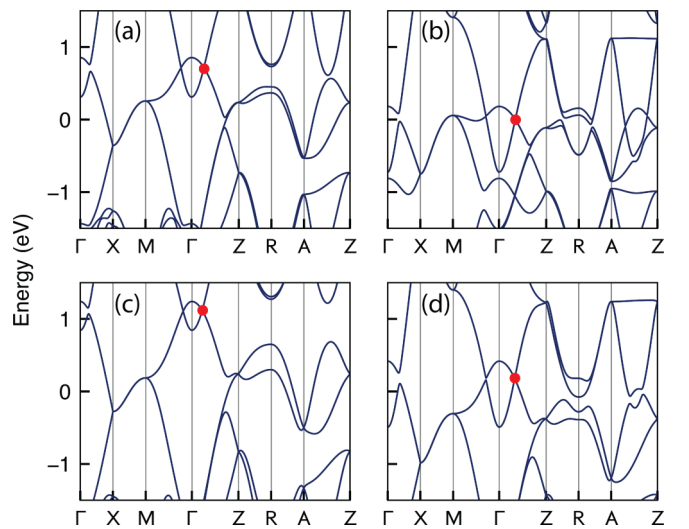 (a)
(b)
1
0
−1
Γ X M Γ Z R A Z
Γ X M Γ Z R A Z
Energy (eV)
(c)
(d)
1
0
−1
Γ X M Γ Z R A Z
Γ X M Γ Z R A Z